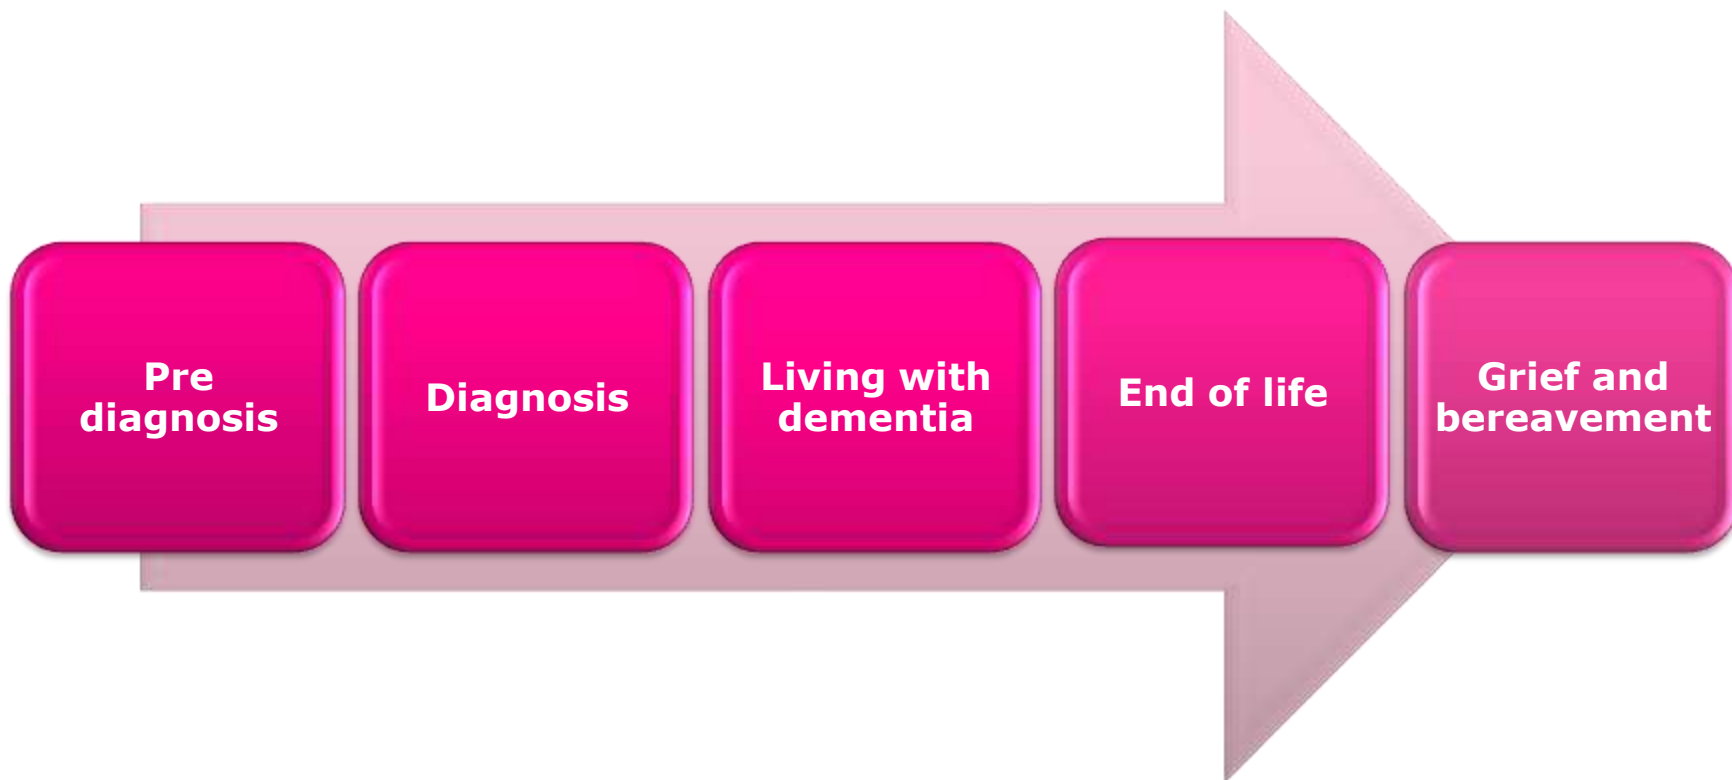 Pre
diagnosis
Diagnosis
Living with
dementia
End of life
Grief and
bereavement